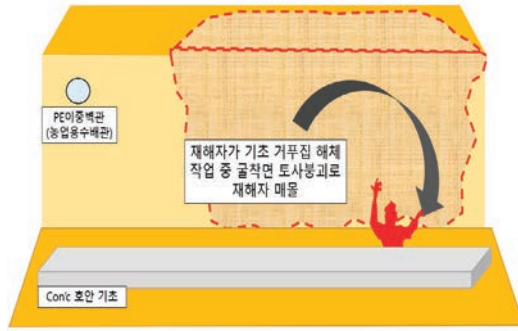 PE이중벽관
(농업용수배관)
재해자가 기초 거푸집 해체
작업 중 굴착면 토사붕괴로
재해자 매몰
Con'c 호안 기초